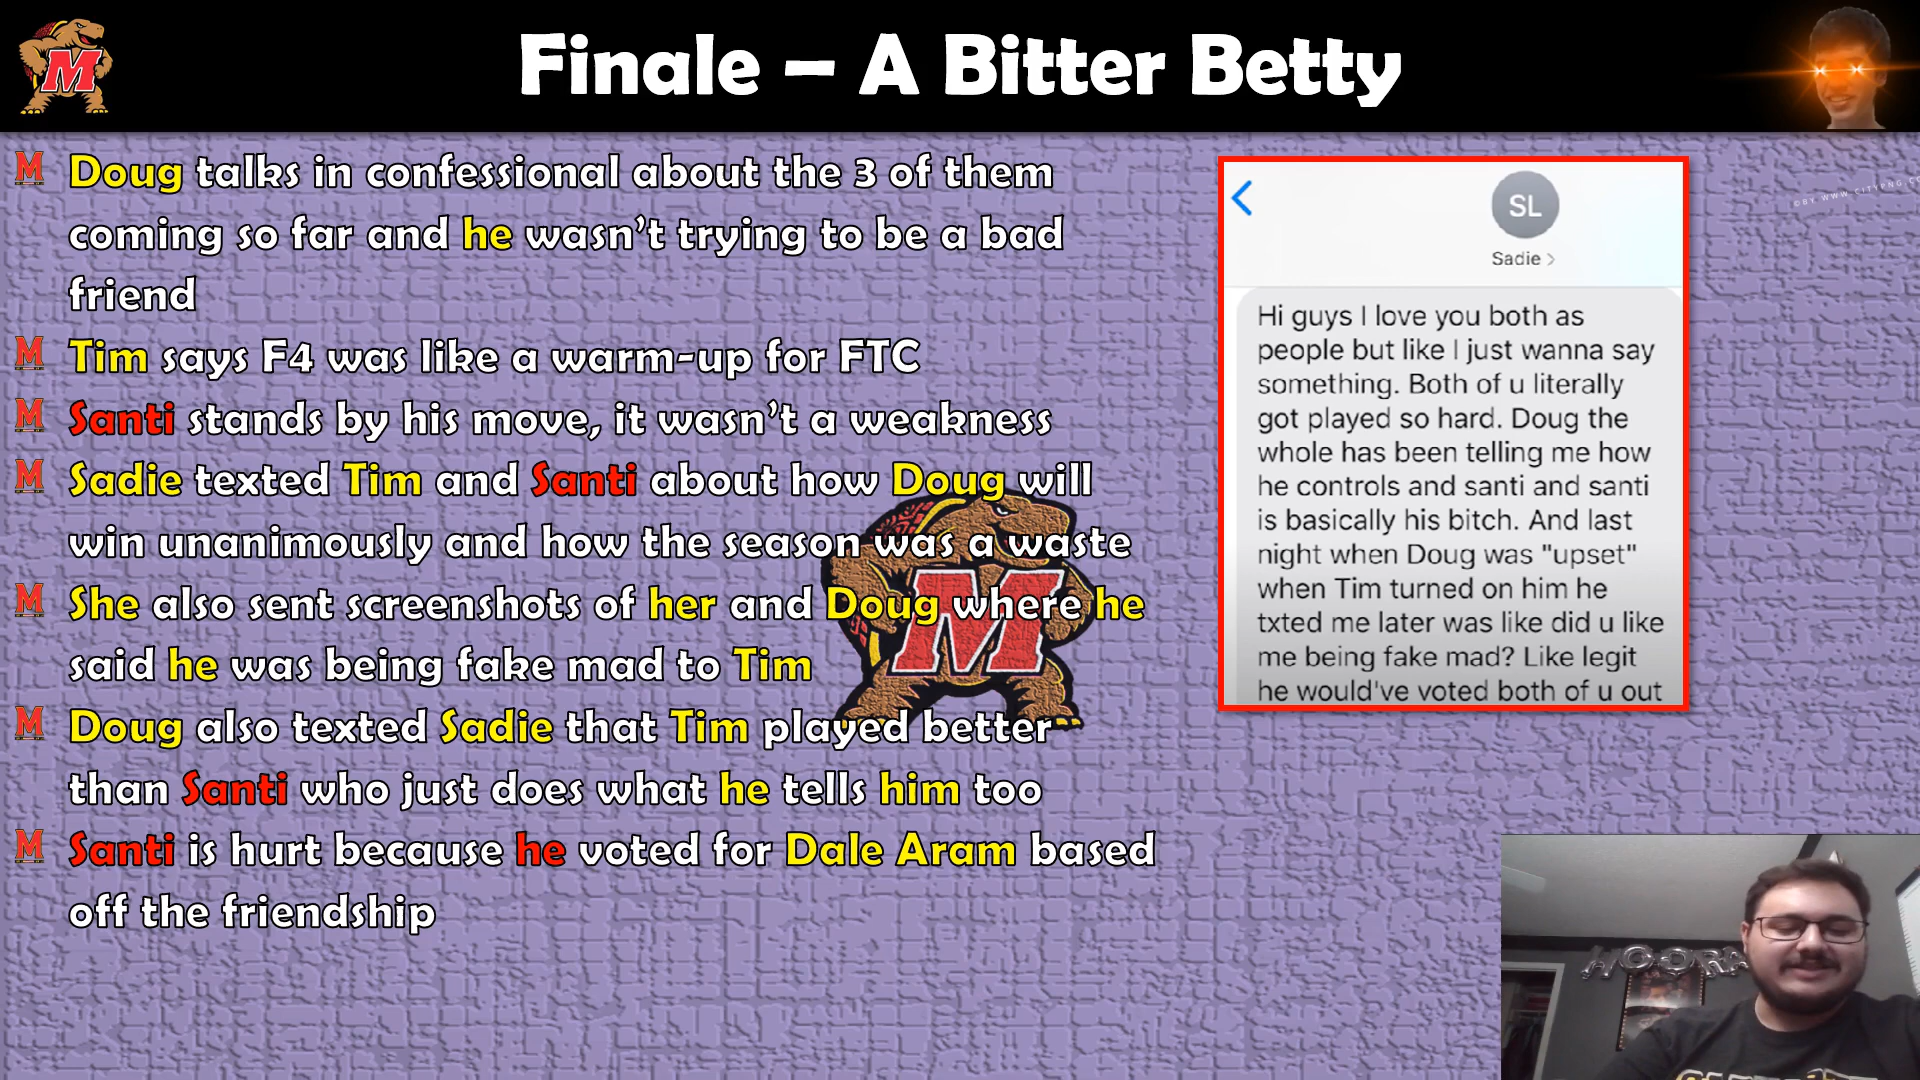 Finale – A Bitter Betty
M
Doug talks in confessional about the 3 of them
coming so far and he wasn't trying to be a bad
friend
Tim says F4 was like a warm-up for FTC
Santi stands by his move, it wasn't a weakness
Sadie texted Tim and Santi about how Doug will
win unanimously and how the season was a waste
She also sent screenshots of her and Doug where he
said he was being fake mad to Tim
Doug also texted Sadie that Tim played better
than Santi who just does what he tells him too
Santi is hurt because he voted for Dale Aram based
off the friendship
M
SL
Sadie >
Hi guys I love you both as
people but like I just wanna say
something. Both of u literally
got played so hard. Doug the
whole has been telling me how
he controls and santi and santi
is basically his bitch. And last
night when Doug was "upset"
when Tim turned on him he
txted me later was like did u like
me being fake mad? Like legit
he would've voted both of u out
©BY WWW.CITYPNG.CO